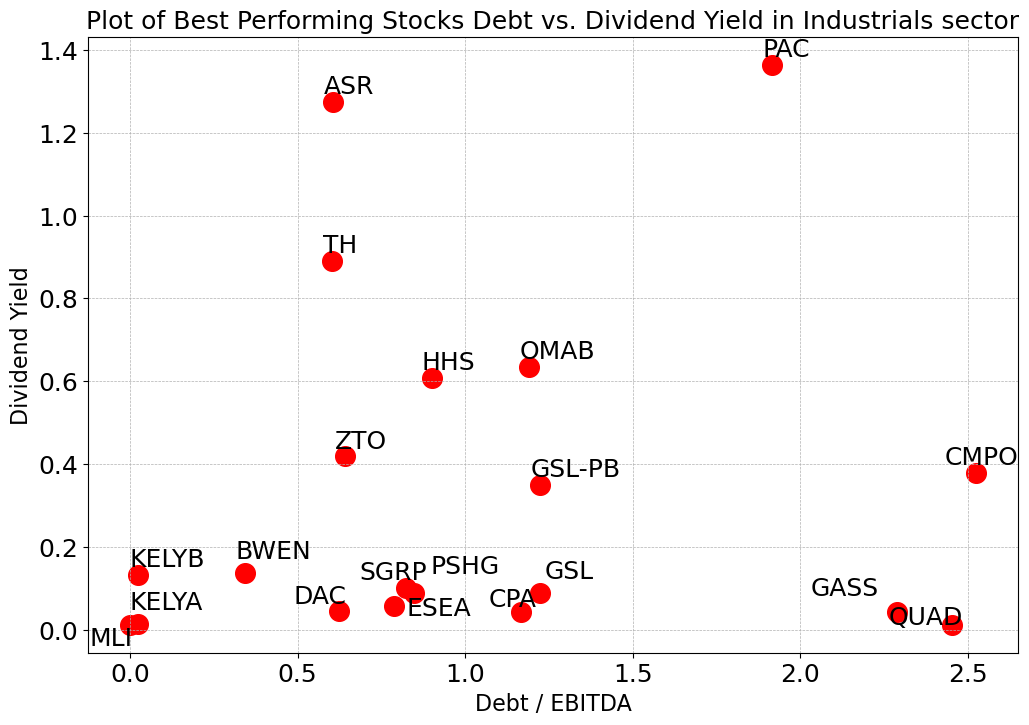 Plot of Best Performing Stocks Debt vs. Dividend Yield in Industrials sector
1.4
1.2
1.0
0.8
0.6
0.4
0.2
0.0
Dividend Yield
PAC
ASR
TH
OMAB
HHS
ZTO
GSL-PB
CMPO
KELYB
BWEN
SGRP
PSHG
GSL
KELYA
DAC
ESEA
CPA
GASS
QUAD
MLI
0.0
0.5
1.0
1.5
2.0
2.5
Debt / EBITDA